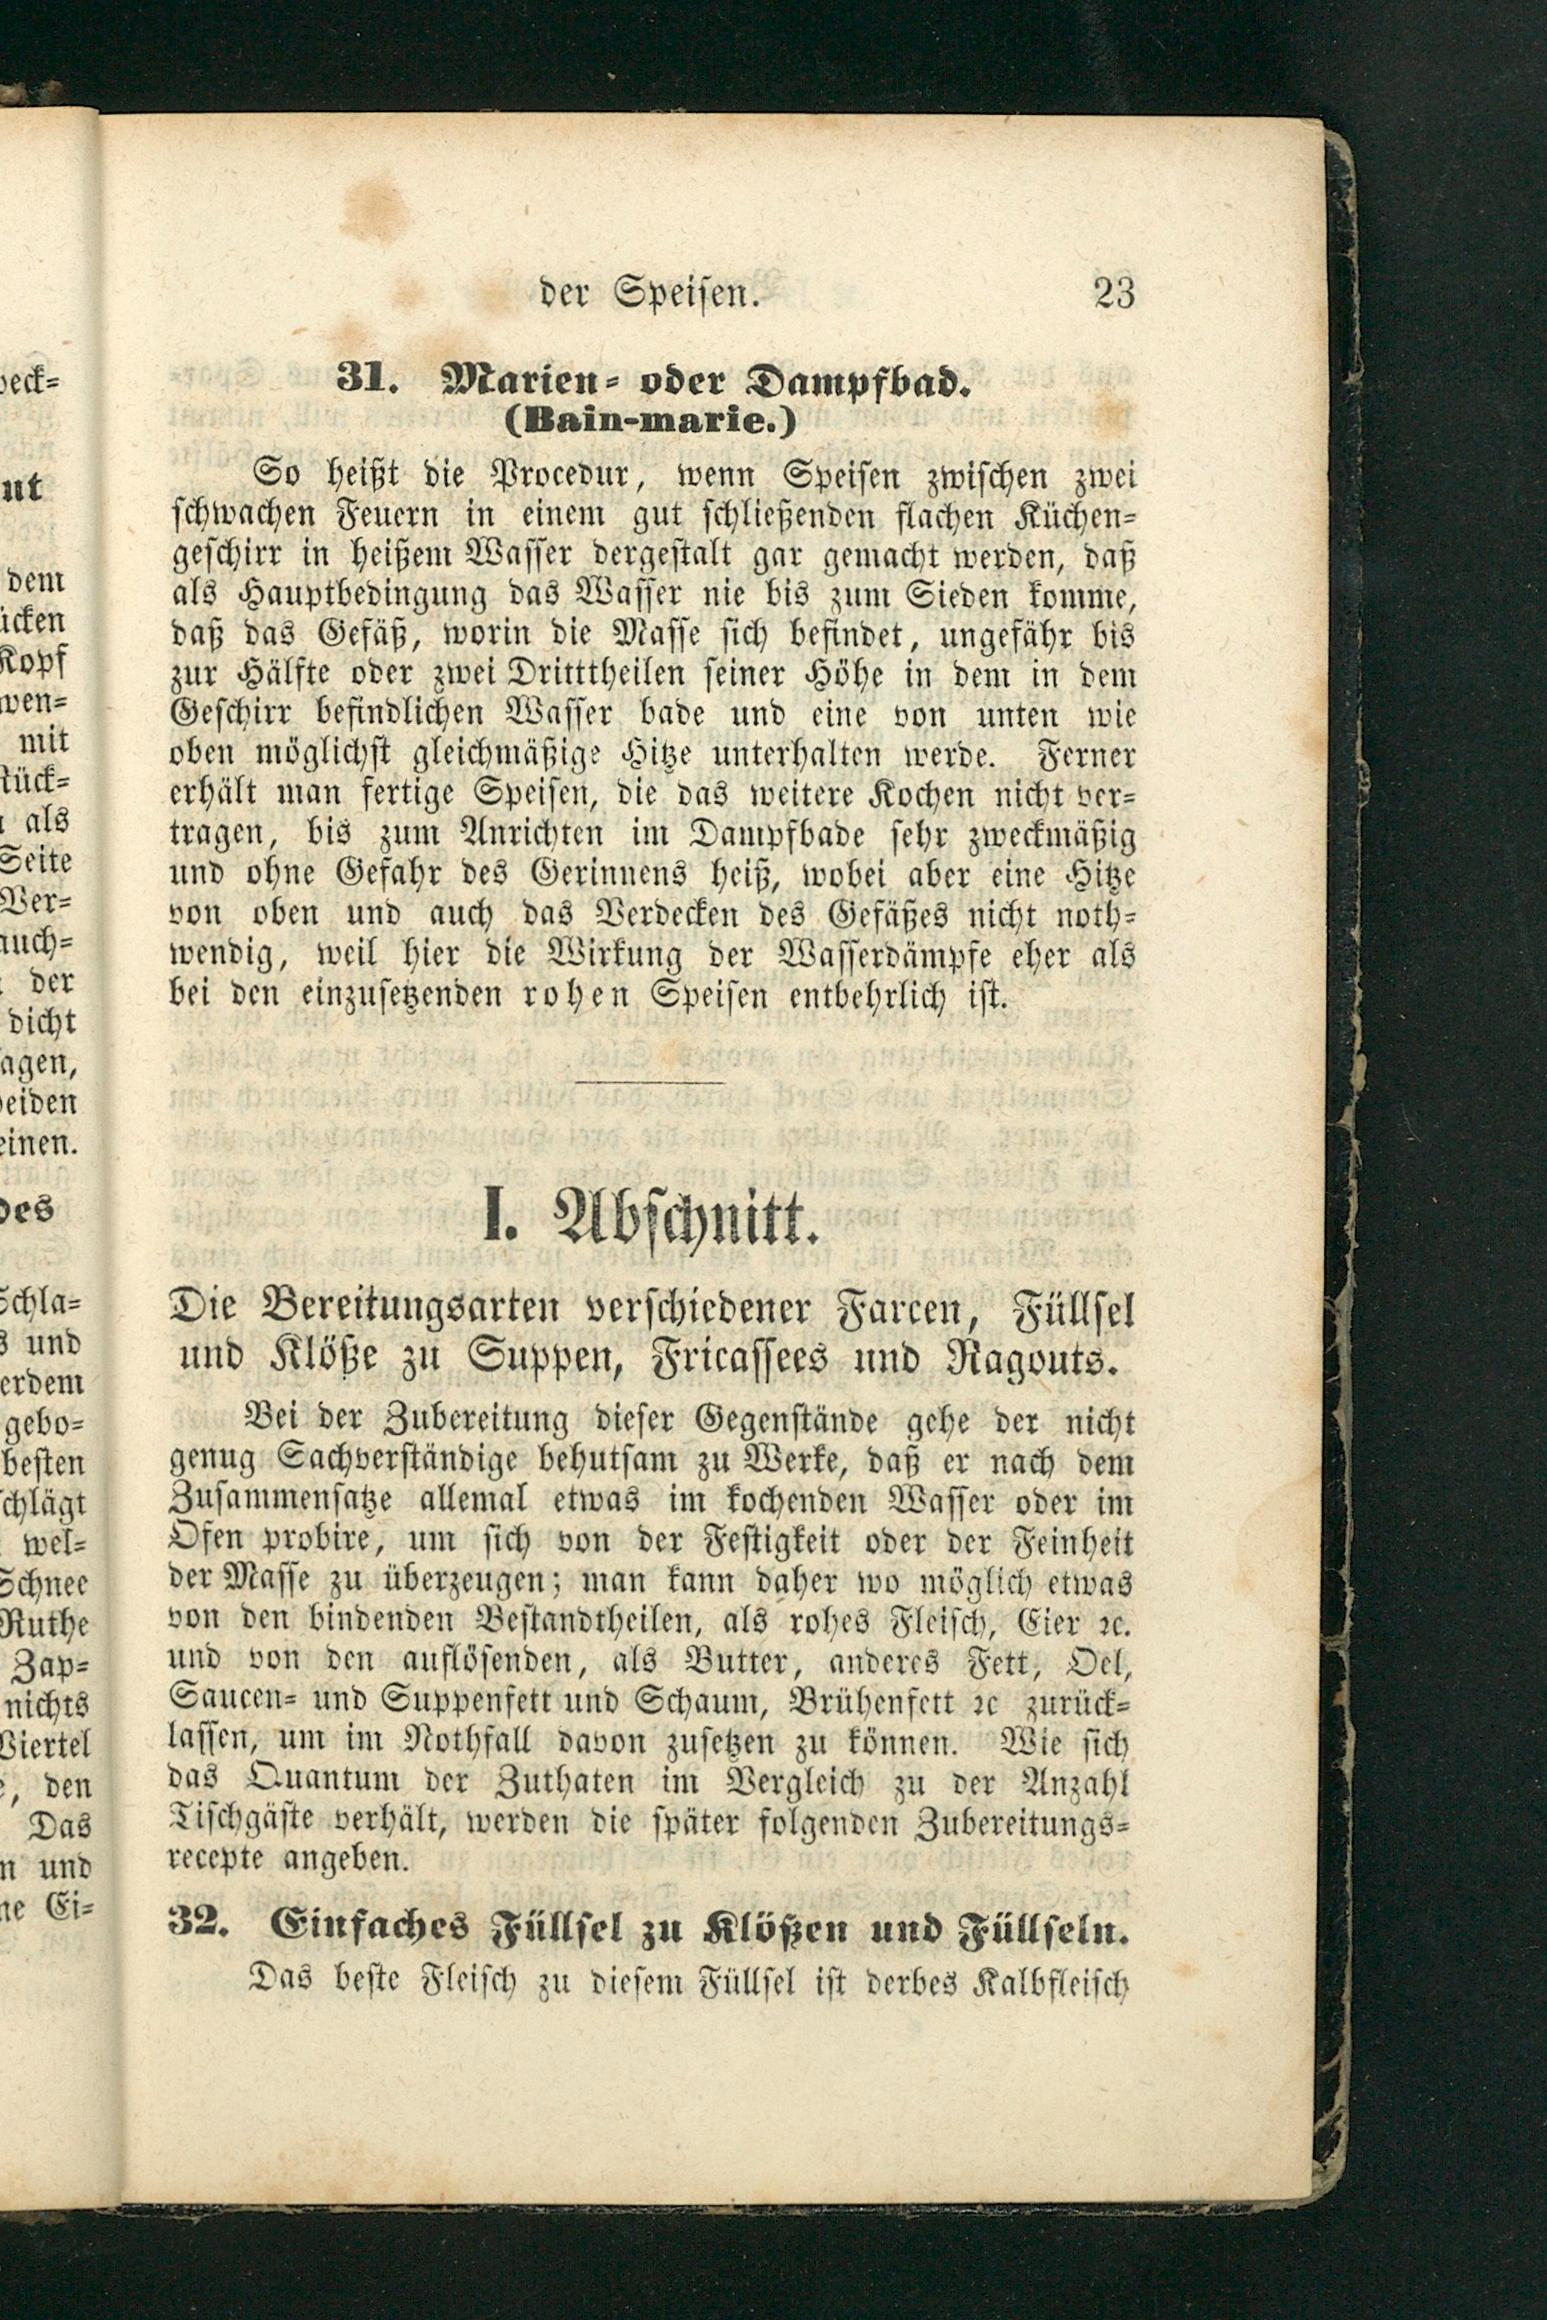 der Speisen. 23
31. Marien- oder Dampfbad.
(Bain-marie.)
So heißt die Procedur, wenn Speisen zwischen zwei
schwachen Feuern in einem gut schließenden flachen Küchen-
geschirr in heißem Wasser dergestalt gar gemacht werden, daß
als Hauptbedingung das Wasser nie bis zum Sieden komme,
daß das Gefäß, worin die Masse sich befindet, ungefähr bis
zur Hälfte oder zwei Dritttheilen seiner Höhe in dem in dem
Geschirr befindlichen Wasser bade und eine von unten wie
oben möglichst gleichmäßige Hitze unterhalten werde. Ferner
erhält man fertige Speisen, die das weitere Kochen nicht ver-
tragen, bis zum Anrichten im Dampfbade sehr zweckmäßig
und ohne Gefahr des Gerinnens heiß, wobei aber eine Hitze
von oben und auch das Verdecken des Gefäßes nicht noth-
wendig, weil hier die Wirkung der Wasserdämpfe eher als
bei den einzusetzenden rohen Speisen entbehrlich ist.
I. Abschnitt.
Die Bereitungsarten verschiedener Farcen, Füllsel
und Klöße zu Suppen, Fricassees und Ragouts.
Bei der Zubereitung dieser Gegenstände gehe der nicht
genug Sachverständige behutsam zu Werke, daß er nach dem
Zusammensatze allemal etwas im kochenden Wasser oder im
Ofen probire, um sich von der Festigkeit oder der Feinheit
der Masse zu überzeugen; man kann daher wo möglich etwas
von den bindenden Bestandtheilen, als rohes Fleisch, Eier ꝛc.
und von den auflösenden, als Butter, anderes Fett, Oel,
Saucen- und Suppenfett und Schaum, Brühenfett ꝛc zurück-
lassen, um im Nothfall davon zusetzen zu können. Wie sich
das Quantum der Zuthaten im Vergleich zu der Anzahl
Tischgäste verhält, werden die später folgenden Zubereitungs-
recepte angeben.
32. Einfaches Füllsel zu Klößen und Füllseln.
Das beste Fleisch zu diesem Füllsel ist derbes Kalbfleisch